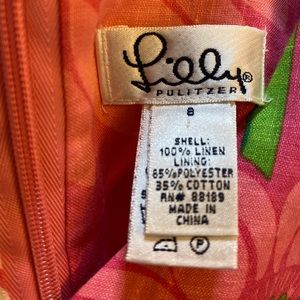 Lilly®
PULITZER
8
SHELL:
100% LINEN
LINING:
65%POLYESTER
35% COTTON
RN# 88189
MADE IN
CHINA
P